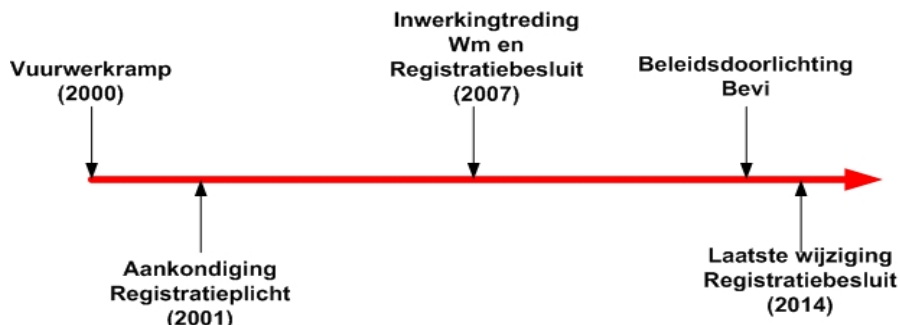 Vuurwerkramp
(2000)
Inwerkingtreding
Wm en
Registratiebesluit
(2007)
Beleidsdoorlichting
Bevi
Aankondiging
Registratieplicht
(2001)
Laatste wijziging
Registratiebesluit
(2014)